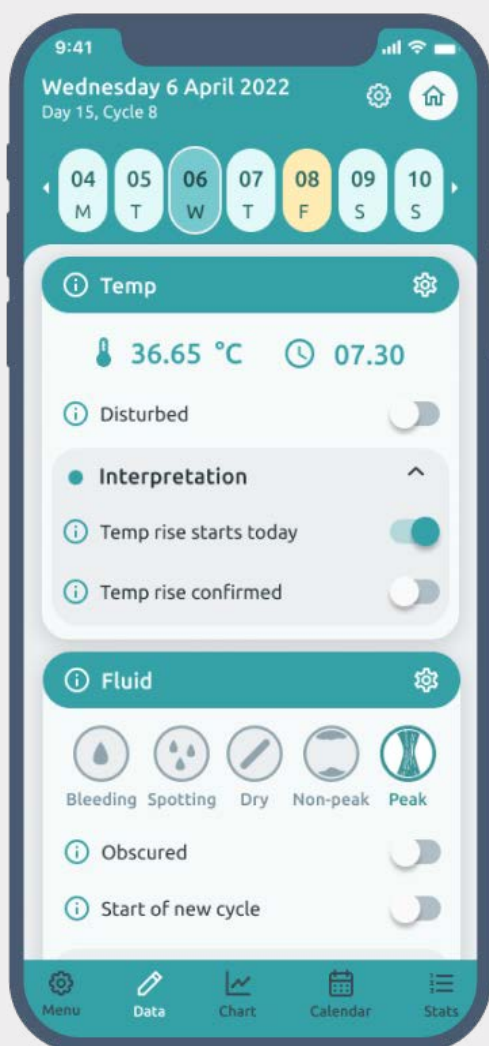 9:41
Wednesday 6 April 2022
Day 15, Cycle 8
04 05 06 07 08 09 10
M T W T F S S
Temp
36.65 °C 07.30
Disturbed
Interpretation
Temp rise starts today
Temp rise confirmed
Fluid
Bleeding Spotting Dry Non-peak Peak
Obscured
Start of new cycle
Menu Data Chart Calendar Stats